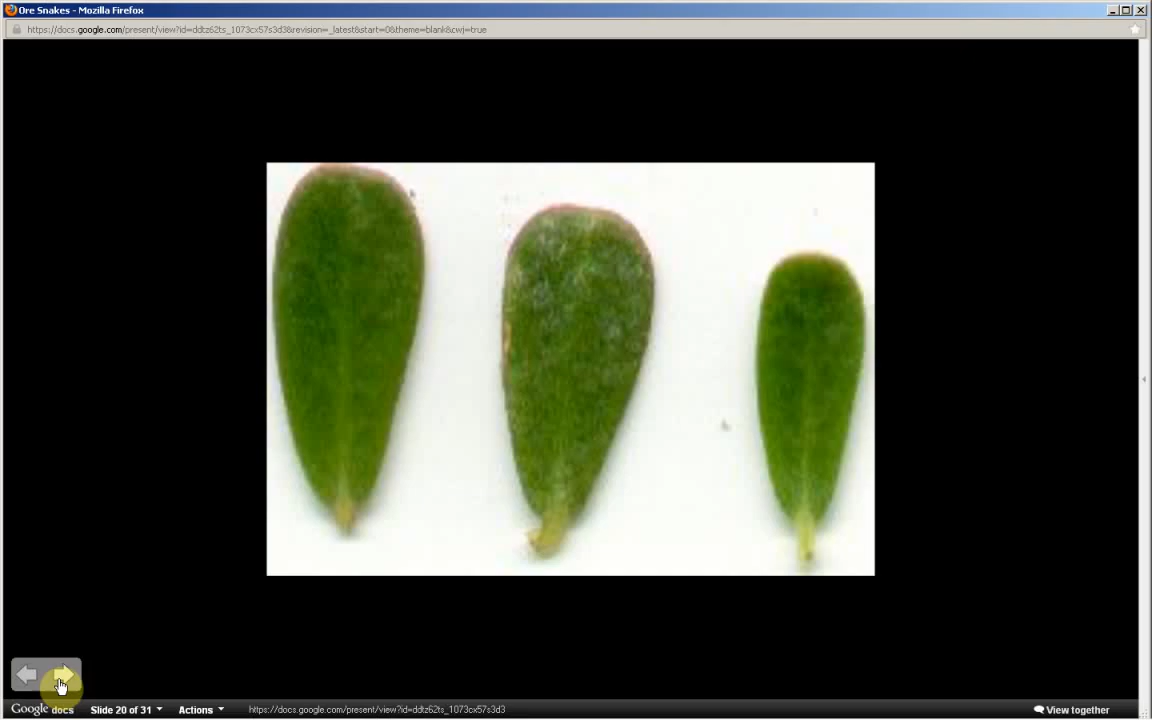 Ore Snakes - Mozilla Firefox
https://docs.google.com/present/view?id=ddtz62ts_1073cx57s3d3&revision=_latest&start=0&theme=blank&cwj=true
Google docs Slide 20 of 31 Actions https://docs.google.com/present/view?id=ddtz62ts_1073cx57s3d3 View together